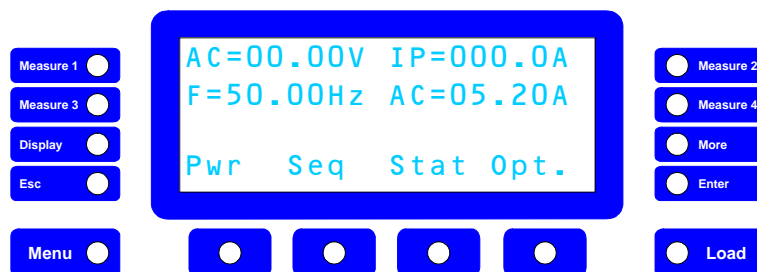 AC=00.00V IP=000.0A
F=50.00Hz AC=05.20A
Pwr Seq Stat Opt.
Measure 1
Measure 3
Display
Esc
Menu
Measure 2
Measure 4
More
Enter
Load